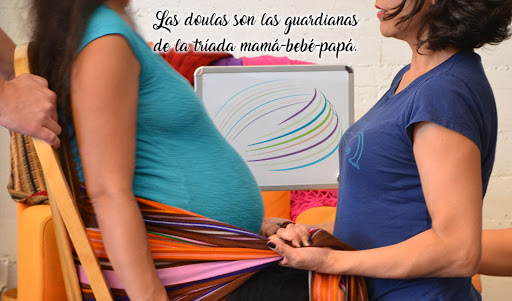 Las doulas son las guardianas
de la tríada mamá-bebé-papá.